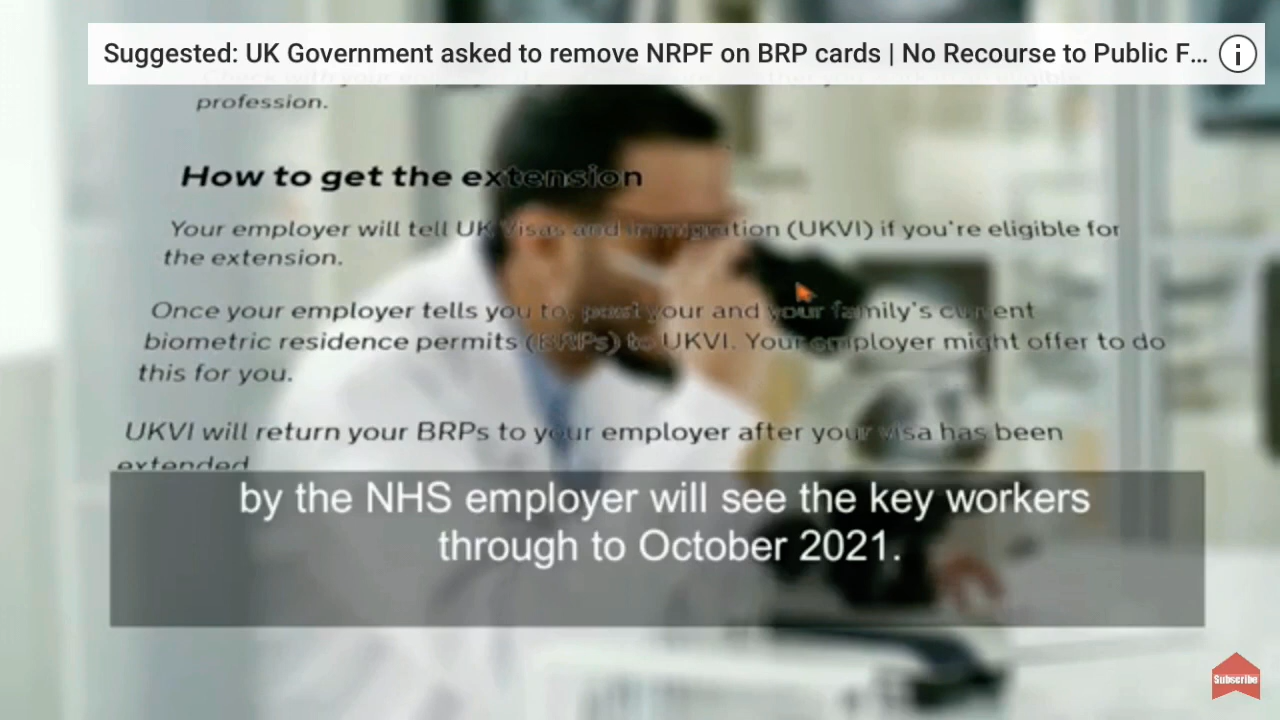 Suggested: UK Government asked to remove NRPF on BRP cards | No Recourse to Public F...
profession.
How to get the extension
Your employer will tell UK Visas and Immigration (UKVI) if you're eligible for
the extension.
Once your employer tells you to, post your and your family's current
biometric residence permits (BRPs) to UKVI. Your employer might offer to do
this for you.
UKVI will return your BRPs to your employer after your visa has been
extended
by the NHS employer will see the key workers
through to October 2021.
Subscribe